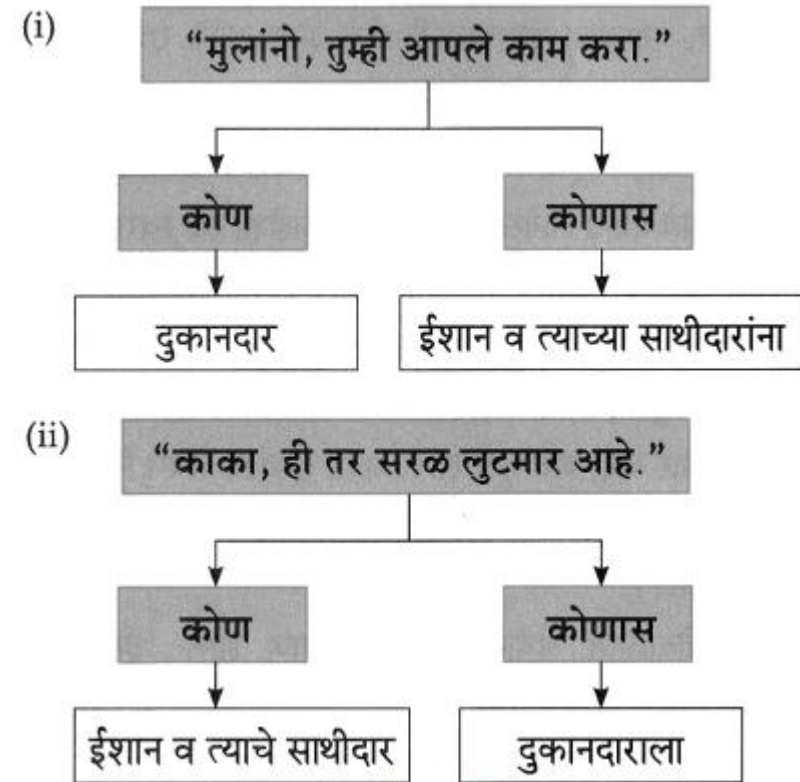 (i)
“मुलांनो, तुम्ही आपले काम करा.”
कोण कोणास
दुकानदार ईशान व त्याच्या साथीदारांना
(ii)
“काका, ही तर सरळ लुटमार आहे.”
कोण कोणास
ईशान व त्याचे साथीदार दुकानदाराला